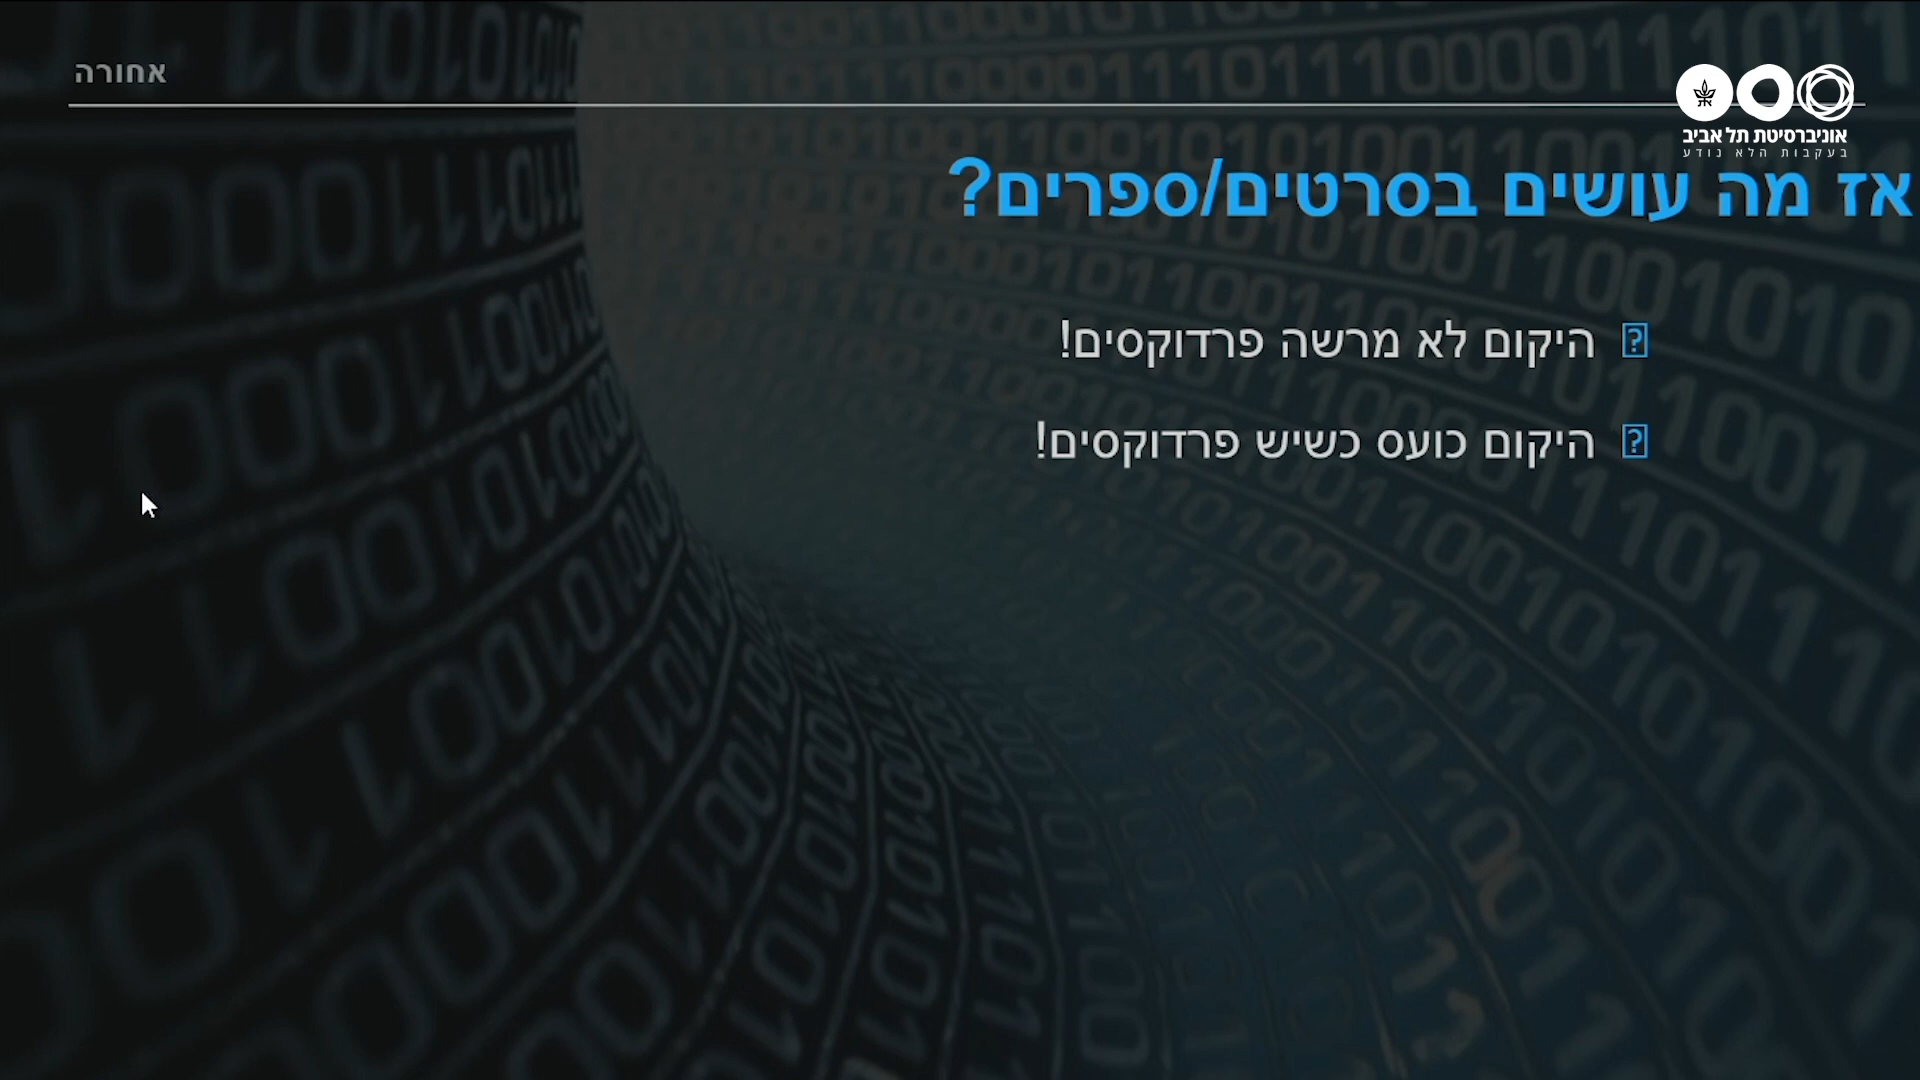 אחורה
אוניברסיטת תל אביב
בעקבות הלא נודע
אז מה עושים בסרטים/ספרים?
היקום לא מרשה פרדוקסים!
היקום כועס כשיש פרדוקסים!